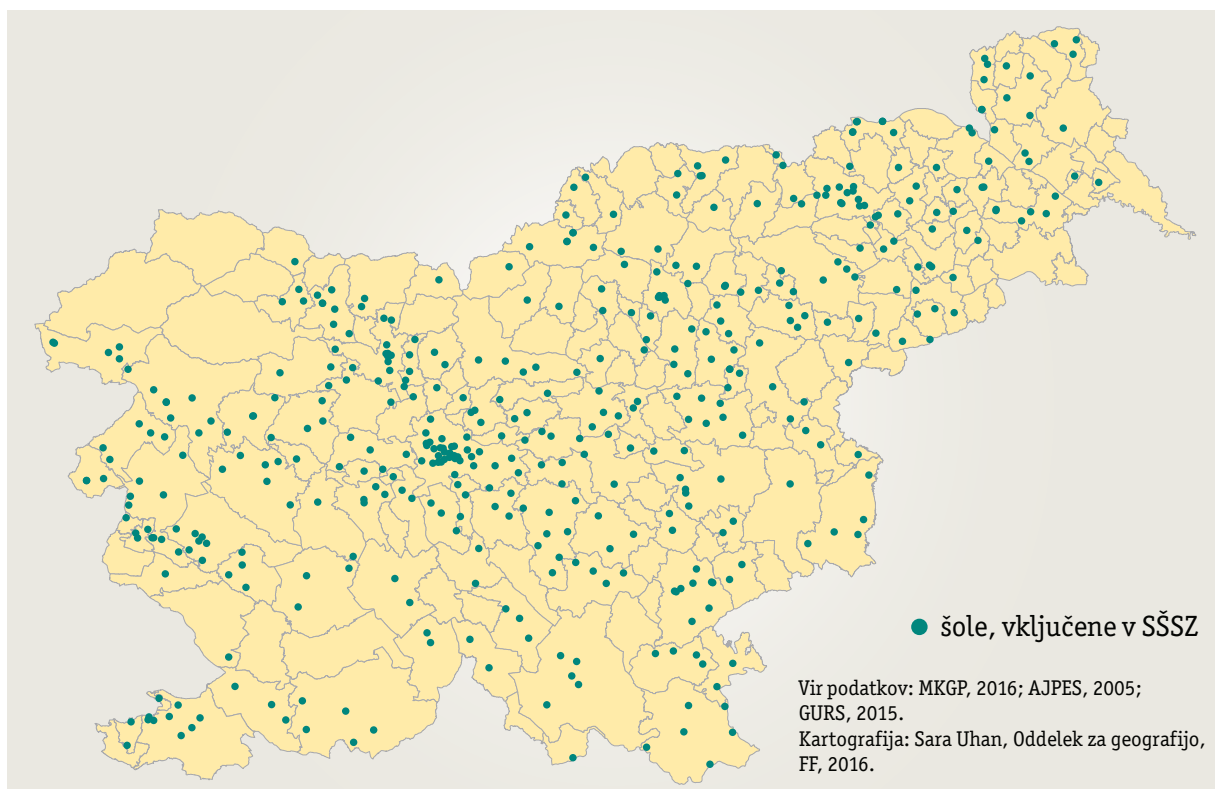 šole, vključene v SŠSZ
Vir podatkov: MKGP, 2016; AJPES, 2005;
GURS, 2015.
Kartografija: Sara Uhan, Oddelek za geografijo,
FF, 2016.